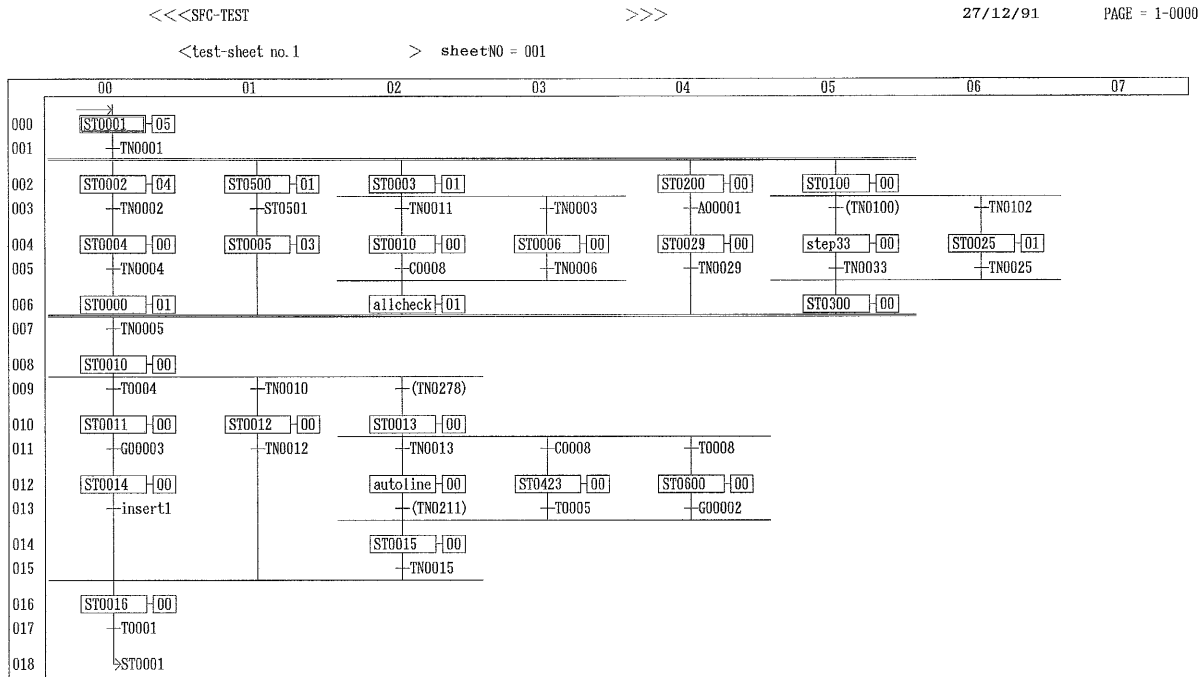 <<<SFC-TEST >>> 27/12/91 PAGE = 1-0000
<test-sheet no.1 > sheetNO = 001
00 01 02 03 04 05 06 07
000 ST0001 05
001 TN0001
002 ST0002 04 ST0500 01 ST0003 01 ST0200 00 ST0100 00
003 TN0002 ST0501 TN0011 TN0003 A00001 (TN0100) TN0102
004 ST0004 00 ST0005 03 ST0010 00 ST0006 00 ST0029 00 step33 00 ST0025 01
005 TN0004 C0008 TN0006 TN0029 TN0033 TN0025
006 ST0000 01 allcheck 01 ST0300 00
007 TN0005
008 ST0010 00
009 T0004 TN0010 (TN0278)
010 ST0011 00 ST0012 00 ST0013 00
011 G00003 TN0012 TN0013 C0008 T0008
012 ST0014 00 autoline 00 ST0423 00 ST0600 00
013 insert1 (TN0211) T0005 G00002
014 ST0015 00
015 TN0015
016 ST0016 00
017 T0001
018 ST0001